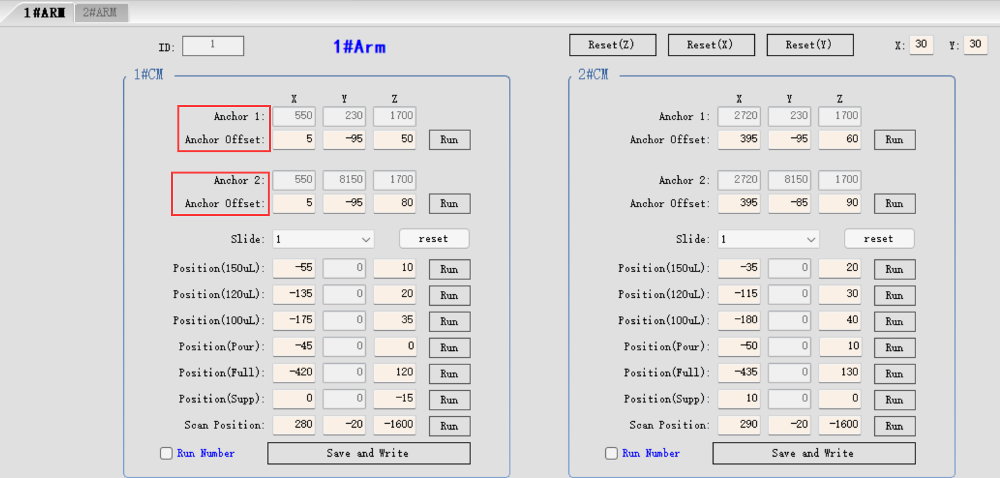 1#ARM 2#ARM
ID: 1 1#Arm Reset(Z) Reset(X) Reset(Y) X: 30 Y: 30
1#CM
X Y Z
Anchor 1: 550 230 1700
Anchor Offset: 5 -95 50 Run
Anchor 2: 550 8150 1700
Anchor Offset: 5 -95 80 Run
Slide: 1 reset
Position(150uL): -55 0 10 Run
Position(120uL): -135 0 20 Run
Position(100uL): -175 0 35 Run
Position(Pour): -45 0 0 Run
Position(Full): -420 0 120 Run
Position(Supp): 0 0 -15 Run
Scan Position: 280 -20 -1600 Run
Run Number Save and Write
2#CM
X Y Z
Anchor 1: 2720 230 1700
Anchor Offset: 395 -95 60 Run
Anchor 2: 2720 8150 1700
Anchor Offset: 395 -85 90 Run
Slide: 1 reset
Position(150uL): -35 0 20 Run
Position(120uL): -115 0 30 Run
Position(100uL): -180 0 40 Run
Position(Pour): -50 0 10 Run
Position(Full): -435 0 130 Run
Position(Supp): 10 0 0 Run
Scan Position: 290 -20 -1600 Run
Run Number Save and Write